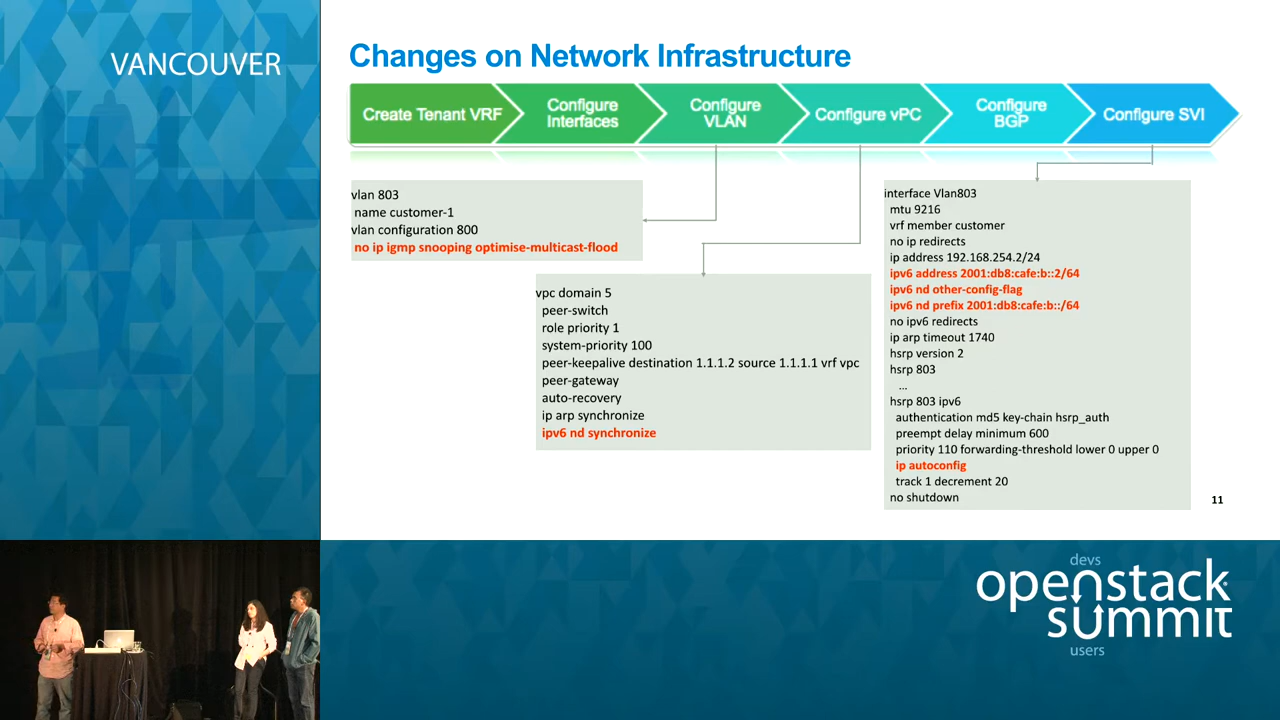 VANCOUVER
Changes on Network Infrastructure
Create Tenant VRF
Configure
Interfaces
Configure
VLAN
Configure vPC
Configure
BGP
Configure SVI
vlan 803
name customer-1
vlan configuration 800
no ip igmp snooping optimise-multicast-flood
vpc domain 5
peer-switch
role priority 1
system-priority 100
peer-keepalive destination 1.1.1.2 source 1.1.1.1 vrf vpc
peer-gateway
auto-recovery
ip arp synchronize
ipv6 nd synchronize
interface Vlan803
mtu 9216
vrf member customer
no ip redirects
ip address 192.168.254.2/24
ipv6 address 2001:db8:cafe:b::2/64
ipv6 nd other-config-flag
ipv6 nd prefix 2001:db8:cafe:b::/64
no ipv6 redirects
ip arp timeout 1740
hsrp version 2
hsrp 803
...
hsrp 803 ipv6
authentication md5 key-chain hsrp_auth
preempt delay minimum 600
priority 110 forwarding-threshold lower 0 upper 0
ip autoconfig
track 1 decrement 20
no shutdown
11
devs
openstack
summit
users